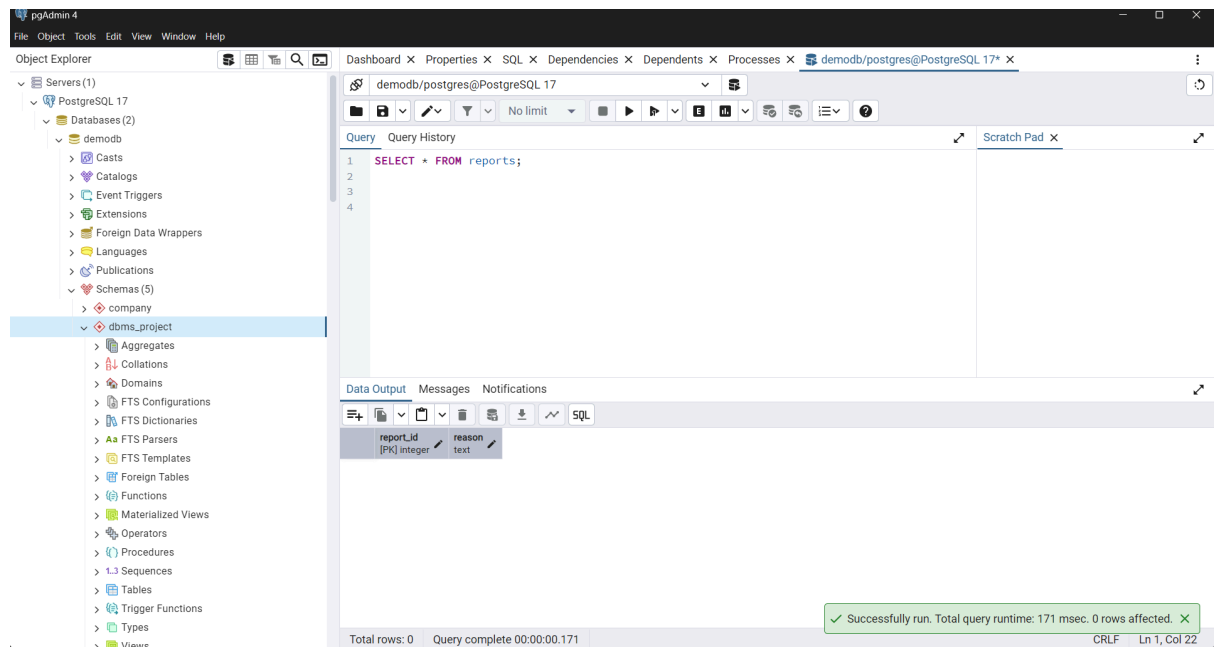 pgAdmin 4
File Object Tools Edit View Window Help
Object Explorer
Servers (1)
PostgreSQL 17
Databases (2)
demodb
Casts
Catalogs
Event Triggers
Extensions
Foreign Data Wrappers
Languages
Publications
Schemas (5)
company
dbms_project
Aggregates
Collations
Domains
FTS Configurations
FTS Dictionaries
Aa FTS Parsers
FTS Templates
Foreign Tables
Functions
Materialized Views
Operators
Procedures
1..3 Sequences
Tables
Trigger Functions
Types
Views
Dashboard Properties SQL Dependencies Dependents Processes demodb/postgres@PostgreSQL 17*
demodb/postgres@PostgreSQL 17
No limit
E
Query Query History
Scratch Pad
1 SELECT * FROM reports;
2
3
4
Data Output Messages Notifications
SQL
report_id reason
[PK] integer text
Successfully run. Total query runtime: 171 msec. 0 rows affected.
Total rows: 0 Query complete 00:00:00.171 CRLF Ln 1, Col 22